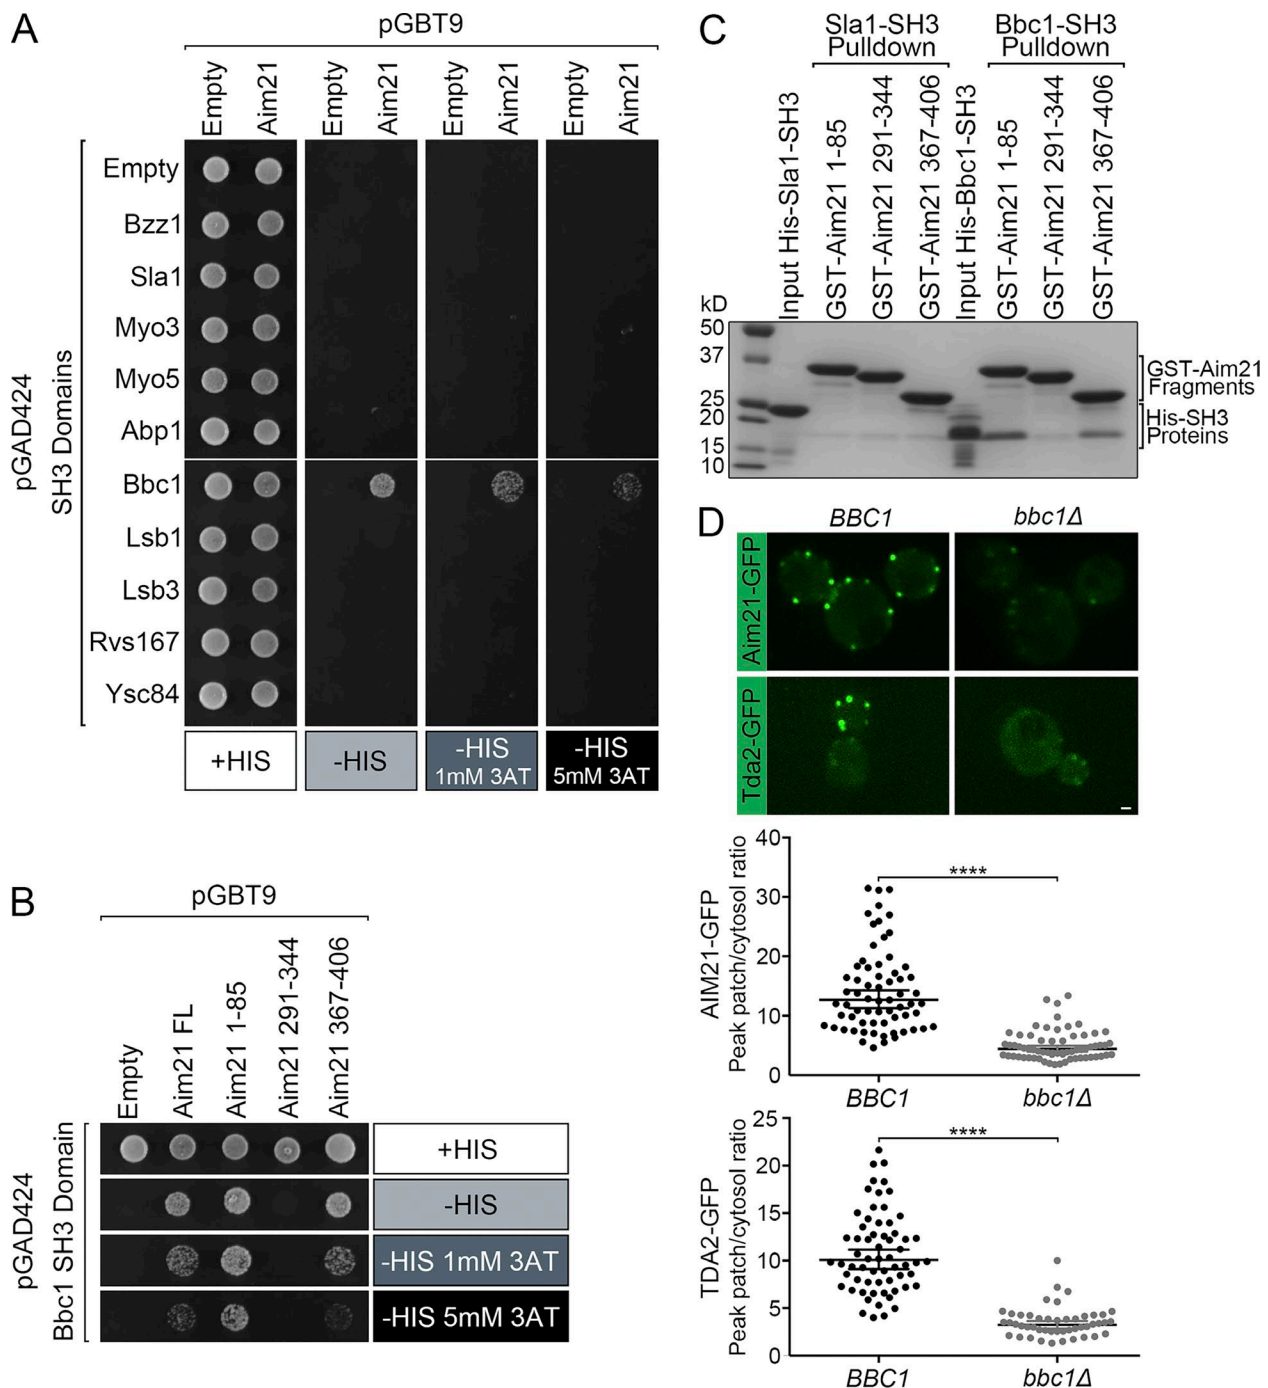 A
pGBT9
Empty
Aim21
Empty
Aim21
Empty
Aim21
Empty
Aim21
pGAD424
SH3 Domains
Empty
Bzz1
Sla1
Myo3
Myo5
Abp1
Bbc1
Lsb1
Lsb3
Rvs167
Ysc84
+HIS
-HIS
-HIS
1mM 3AT
-HIS
5mM 3AT
B
pGBT9
Empty
Aim21 FL
Aim21 1-85
Aim21 291-344
Aim21 367-406
pGAD424
Bbc1 SH3 Domain
+HIS
-HIS
-HIS 1mM 3AT
-HIS 5mM 3AT
C
Sla1-SH3
Pulldown
Bbc1-SH3
Pulldown
Input His-Sla1-SH3
GST-Aim21 1-85
GST-Aim21 291-344
GST-Aim21 367-406
Input His-Bbc1-SH3
GST-Aim21 1-85
GST-Aim21 291-344
GST-Aim21 367-406
kD
50
37
25
20
15
10
GST-Aim21
Fragments
His-SH3
Proteins
D
BBC1
bbc1Δ
Aim21-GFP
Tda2-GFP
AIM21-GFP
Peak patch/cytosol ratio
40
30
20
10
0
****
BBC1
bbc1Δ
TDA2-GFP
Peak patch/cytosol ratio
25
20
15
10
5
0
****
BBC1
bbc1Δ